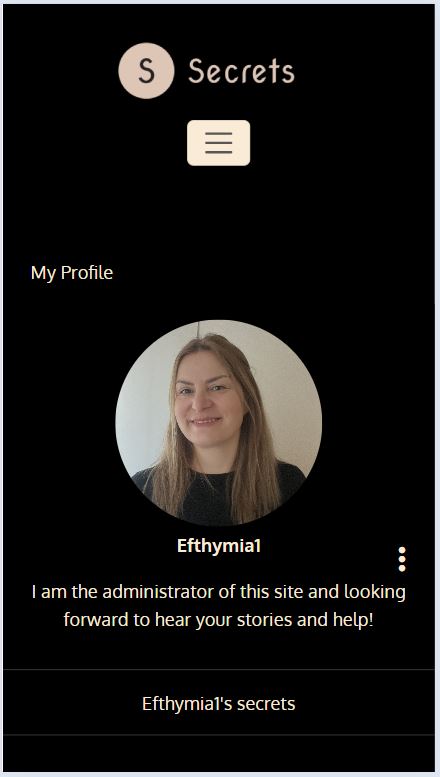 S Secrets
My Profile
Efthymia1
I am the administrator of this site and looking
forward to hear your stories and help!
Efthymia1's secrets